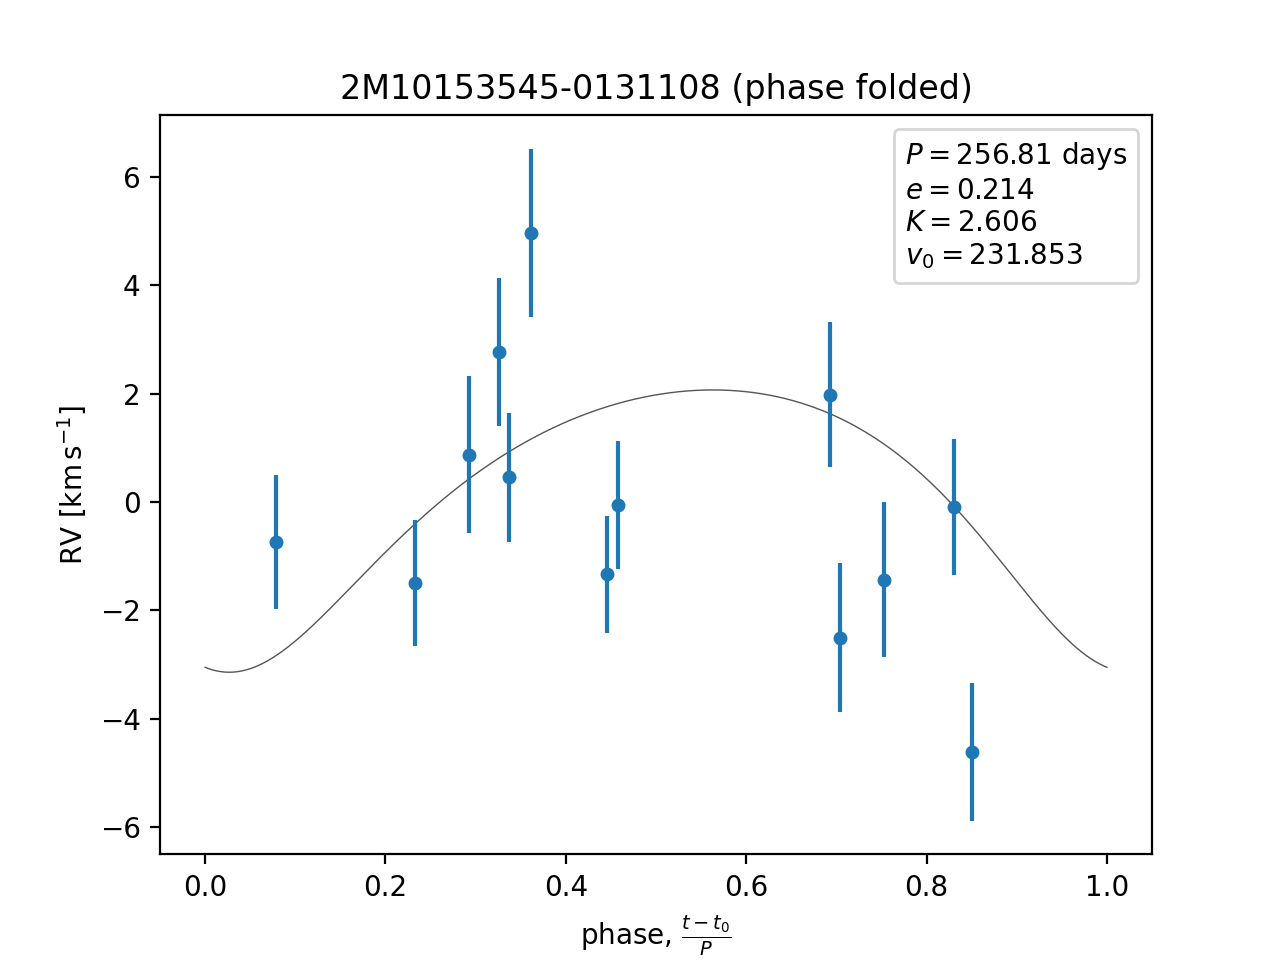 2M10153545-0131108 (phase folded)
P = 256.81 days
e = 0.214
K = 2.606
v₀ = 231.853
RV [km s⁻¹]
6
4
2
0
−2
−4
−6
0.0 0.2 0.4 0.6 0.8 1.0
phase, (t − t₀)/P